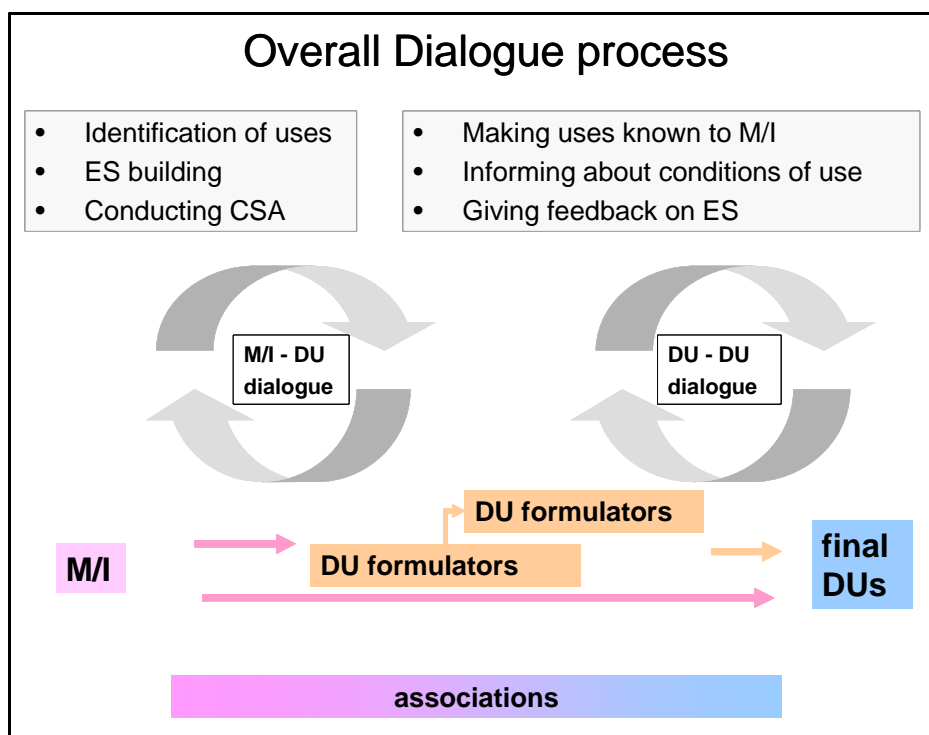 Overall Dialogue process
• Identification of uses
• ES building
• Conducting CSA
• Making uses known to M/I
• Informing about conditions of use
• Giving feedback on ES
M/I - DU
dialogue
DU - DU
dialogue
DU formulators
DU formulators
M/I
final
DUs
associations